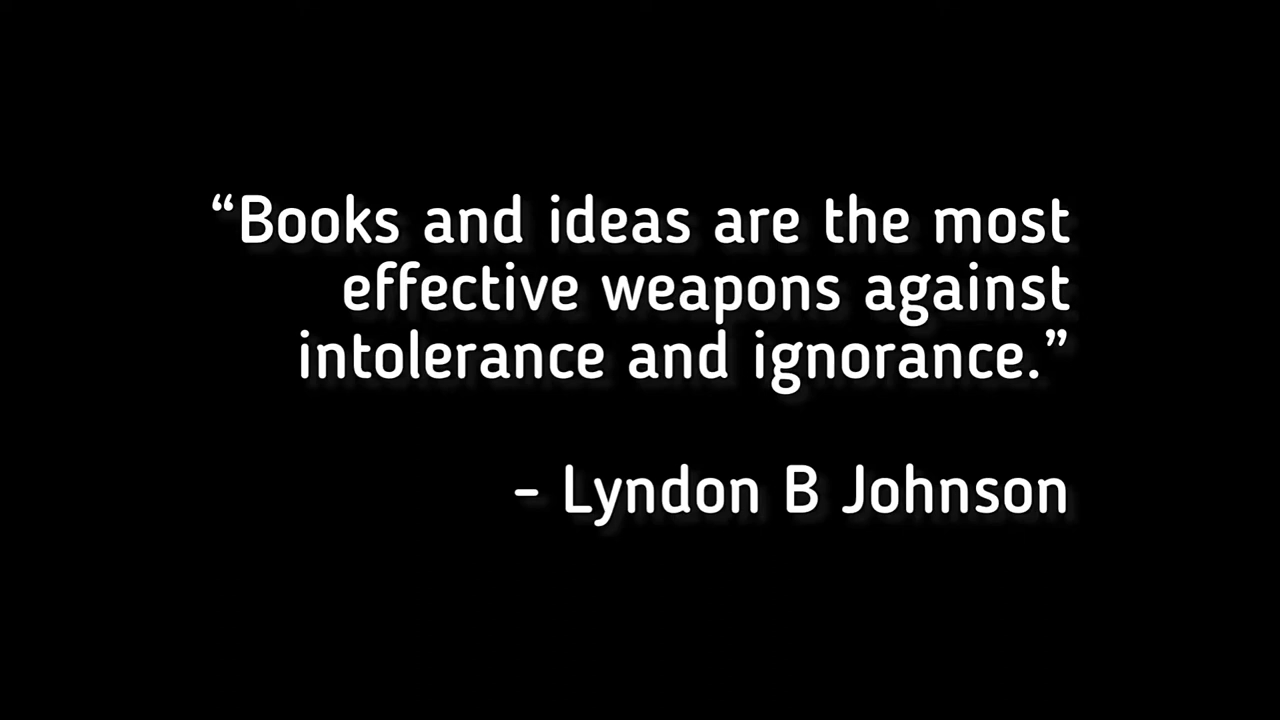 “Books and ideas are the most
effective weapons against
intolerance and ignorance.”
- Lyndon B Johnson